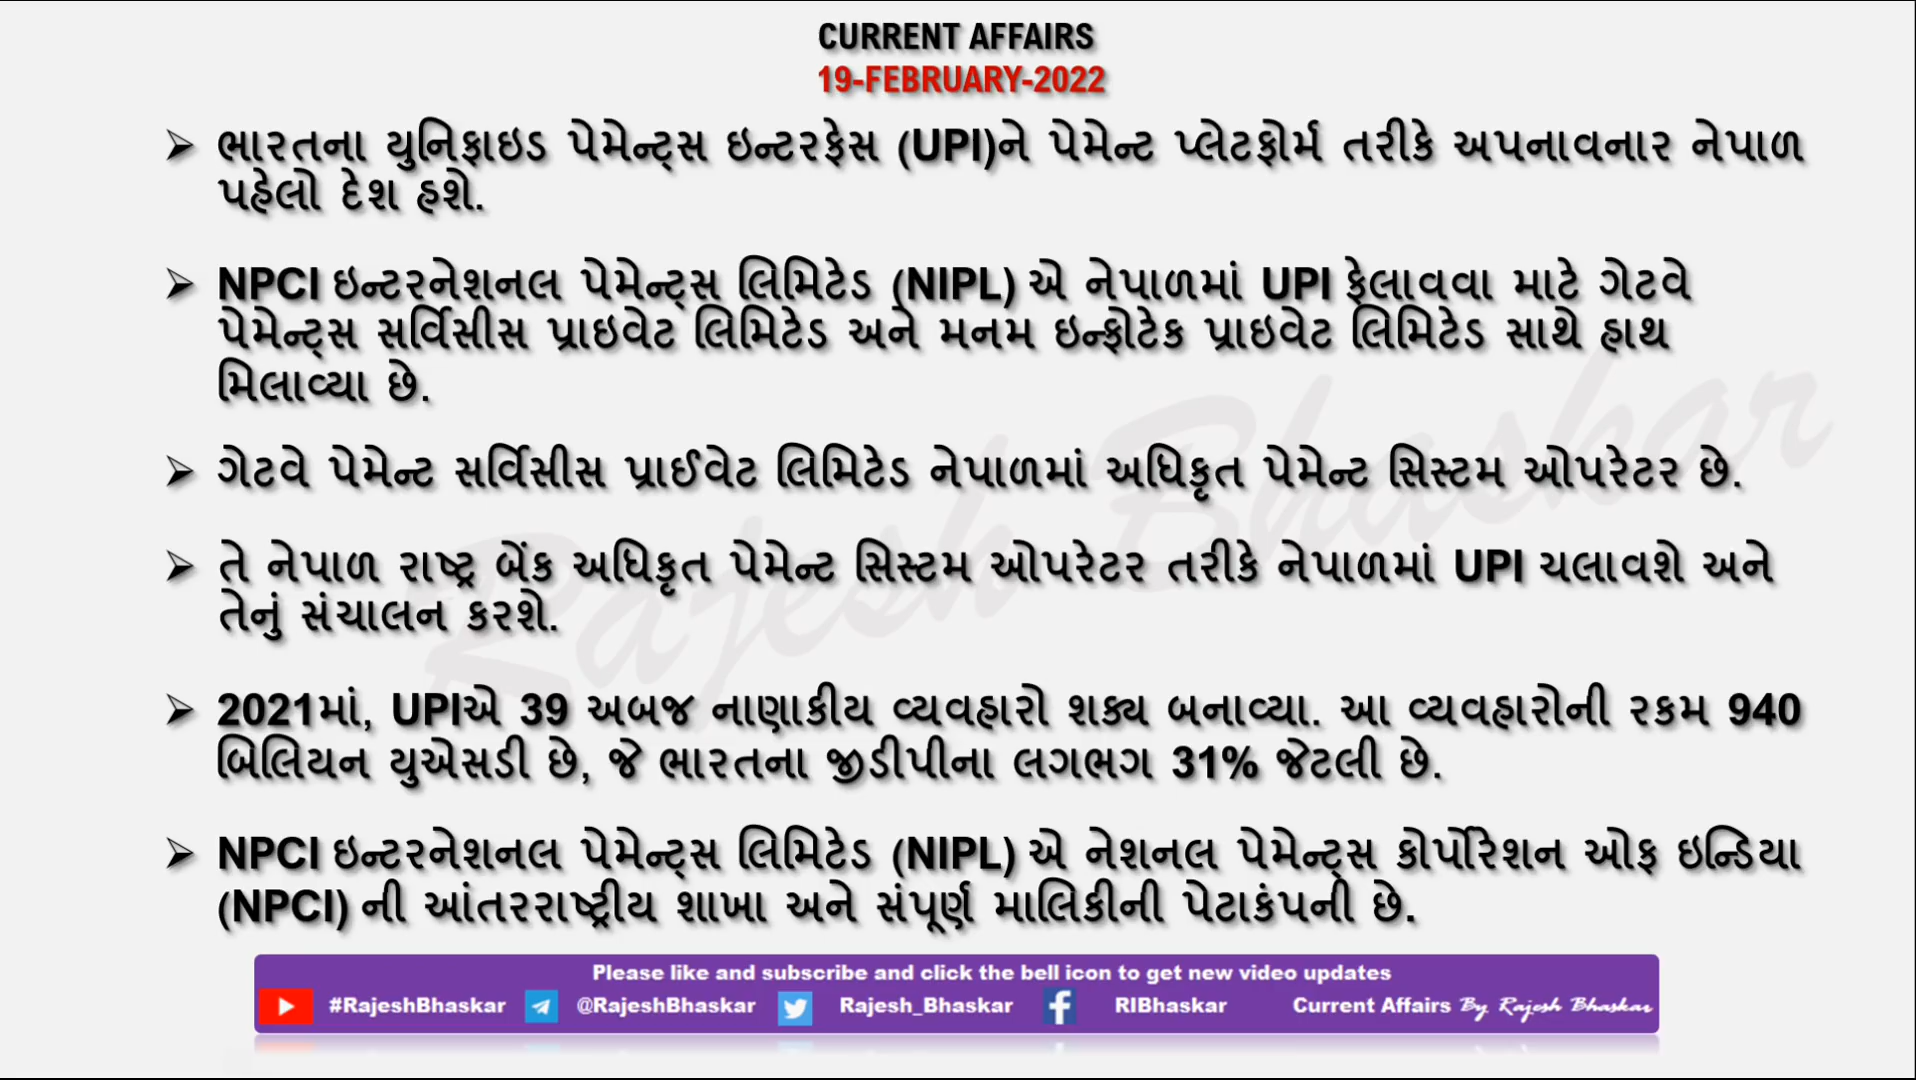 CURRENT AFFAIRS
19-FEBRUARY-2022
➢ ભારતના યુનિફાઇડ પેમેન્ટ્સ ઇન્ટરફેસ (UPI)ને પેમેન્ટ પ્લેટફોર્મ તરીકે અપનાવનાર નેપાળ
પહેલો દેશ હશે.
➢ NPCI ઇન્ટરનેશનલ પેમેન્ટ્સ લિમિટેડ (NIPL) એ નેપાળમાં UPI ફેલાવવા માટે ગેટવે
પેમેન્ટ્સ સર્વિસીસ પ્રાઇવેટ લિમિટેડ અને મનમ ઇન્ફોટેક પ્રાઇવેટ લિમિટેડ સાથે હાથ
મિલાવ્યા છે.
➢ ગેટવે પેમેન્ટ સર્વિસીસ પ્રાઈવેટ લિમિટેડ નેપાળમાં અધિકૃત પેમેન્ટ સિસ્ટમ ઓપરેટર છે.
➢ તે નેપાળ રાષ્ટ્ર બેંક અધિકૃત પેમેન્ટ સિસ્ટમ ઓપરેટર તરીકે નેપાળમાં UPI ચલાવશે અને
તેનું સંચાલન કરશે.
➢ 2021માં, UPIએ 39 અબજ નાણાકીય વ્યવહારો શક્ય બનાવ્યા. આ વ્યવહારોની રકમ 940
બિલિયન યુએસડી છે, જે ભારતના જીડીપીના લગભગ 31% જેટલી છે.
➢ NPCI ઇન્ટરનેશનલ પેમેન્ટ્સ લિમિટેડ (NIPL) એ નેશનલ પેમેન્ટ્સ કોર્પોરેશન ઓફ ઇન્ડિયા
(NPCI) ની આંતરરાષ્ટ્રીય શાખા અને સંપૂર્ણ માલિકીની પેટાકંપની છે.
Rajesh Bhaskar
Please like and subscribe and click the bell icon to get new video updates
#RajeshBhaskar @RajeshBhaskar Rajesh_Bhaskar RIBhaskar Current Affairs By Rajesh Bhaskar